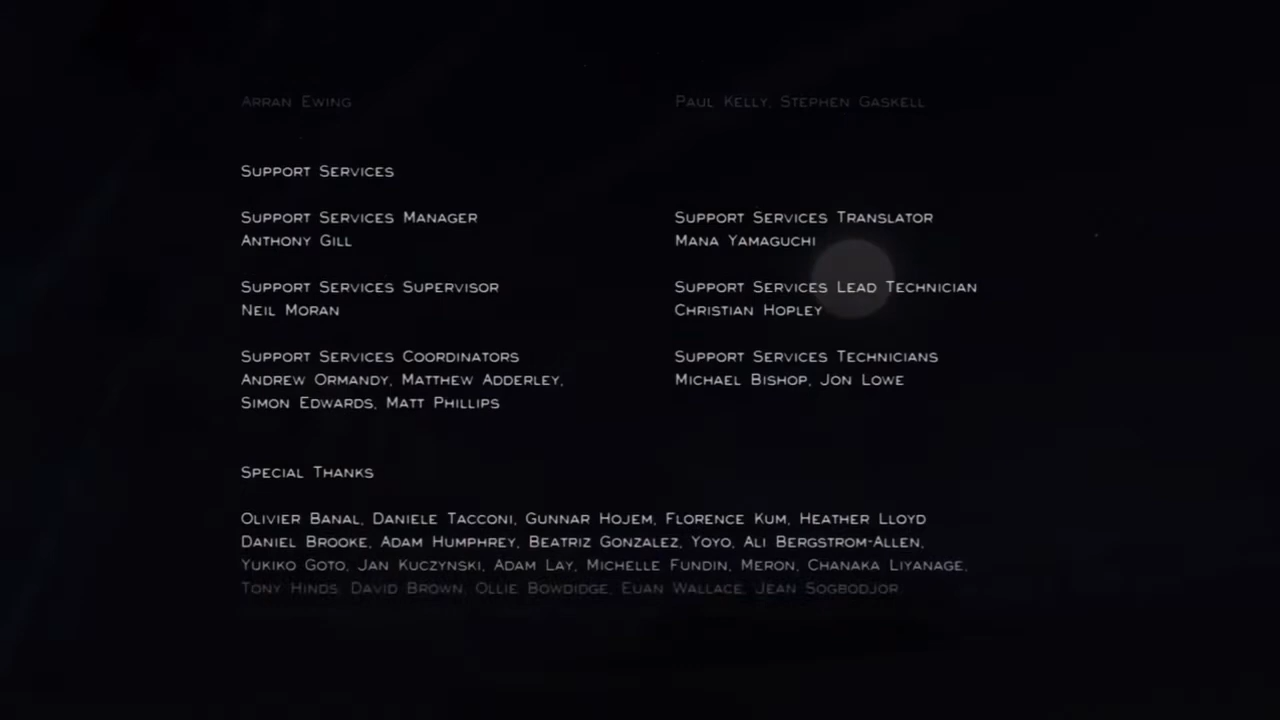 Arran Ewing
Paul Kelly, Stephen Gaskell
Support Services
Support Services Manager
Anthony Gill
Support Services Translator
Mana Yamaguchi
Support Services Supervisor
Neil Moran
Support Services Lead Technician
Christian Hopley
Support Services Coordinators
Andrew Ormandy, Matthew Adderley,
Simon Edwards, Matt Phillips
Support Services Technicians
Michael Bishop, Jon Lowe
Special Thanks
Olivier Banal, Daniele Tacconi, Gunnar Hojem, Florence Kum, Heather Lloyd
Daniel Brooke, Adam Humphrey, Beatriz Gonzalez, Yoyo, Ali Bergstrom-Allen,
Yukiko Goto, Jan Kuczynski, Adam Lay, Michelle Fundin, Meron, Chanaka Liyanage,
Tony Hinds, David Brown, Ollie Bowdidge, Euan Wallace, Jean Sogbodjor